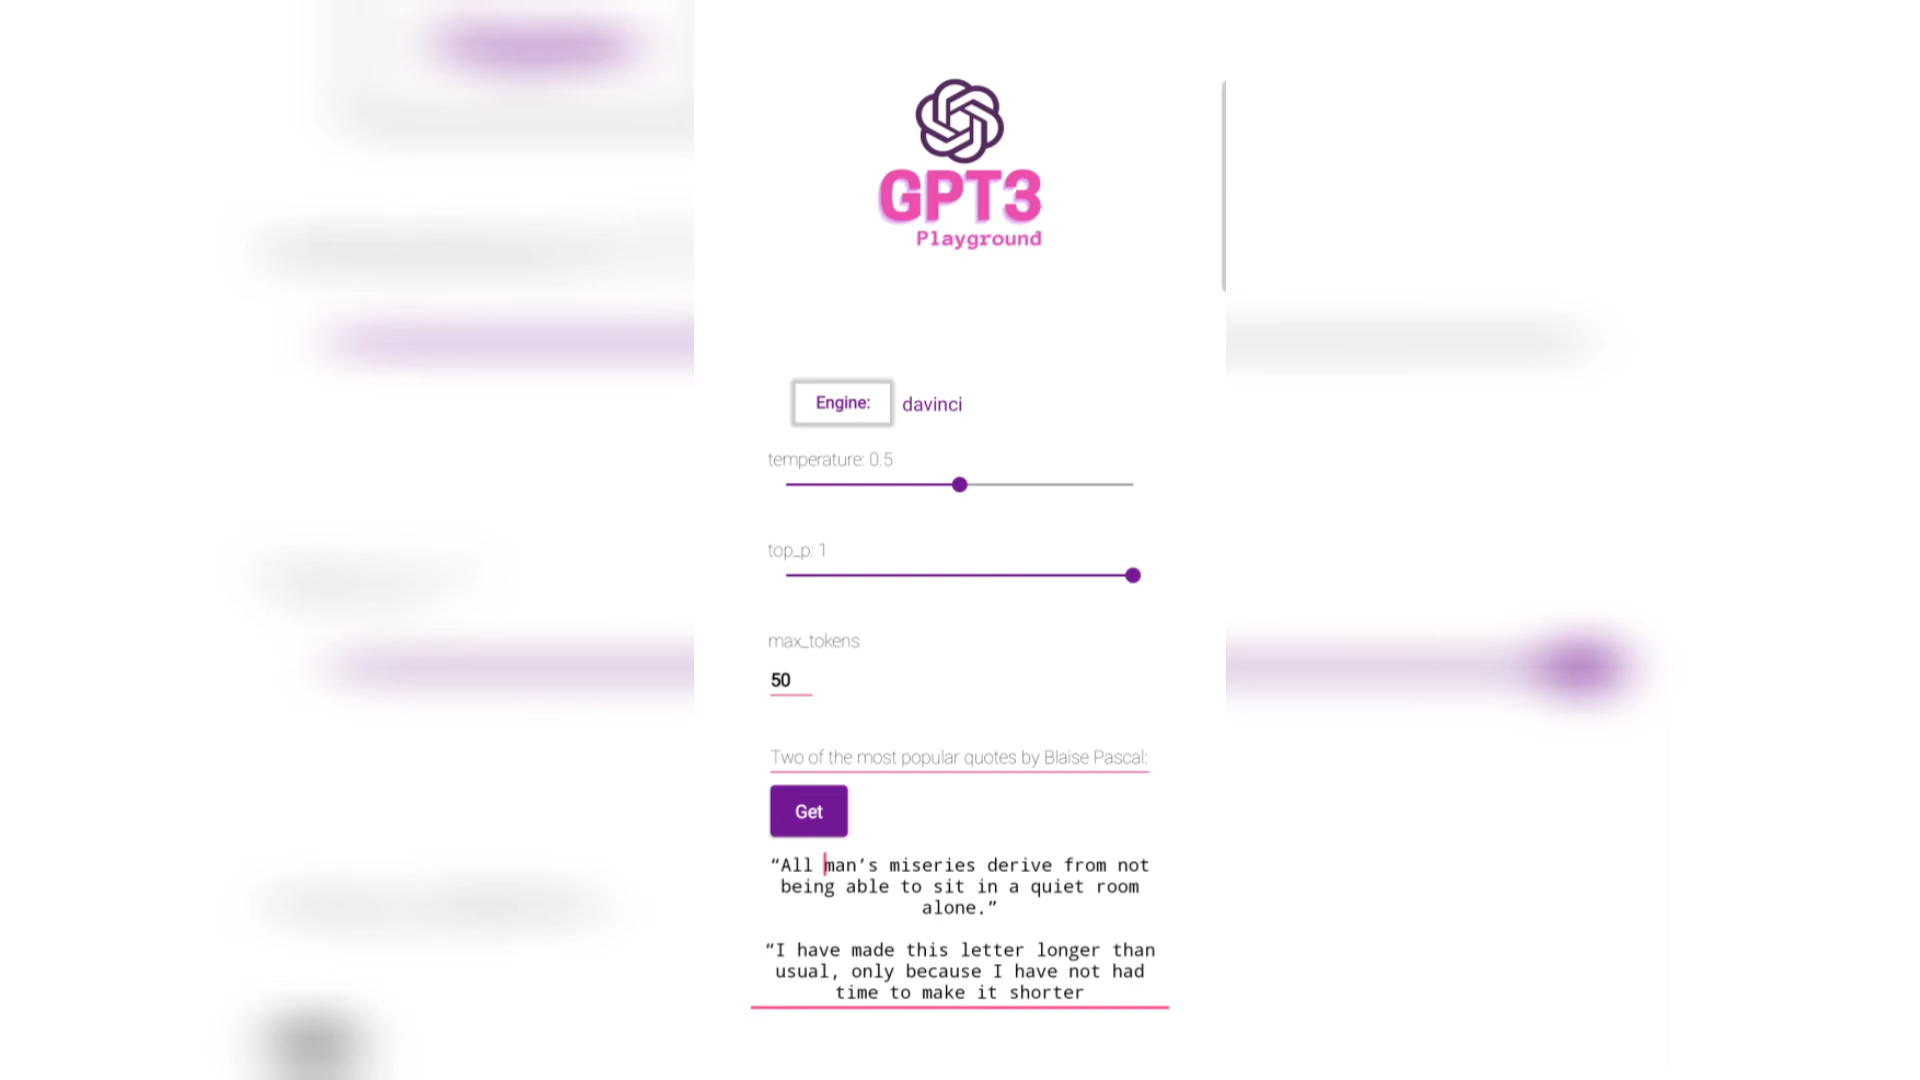 GPT3
Playground
Engine: davinci
temperature: 0.5
top_p: 1
max_tokens
50
Two of the most popular quotes by Blaise Pascal:
Get
“All man’s miseries derive from not
being able to sit in a quiet room
alone.”
“I have made this letter longer than
usual, only because I have not had
time to make it shorter